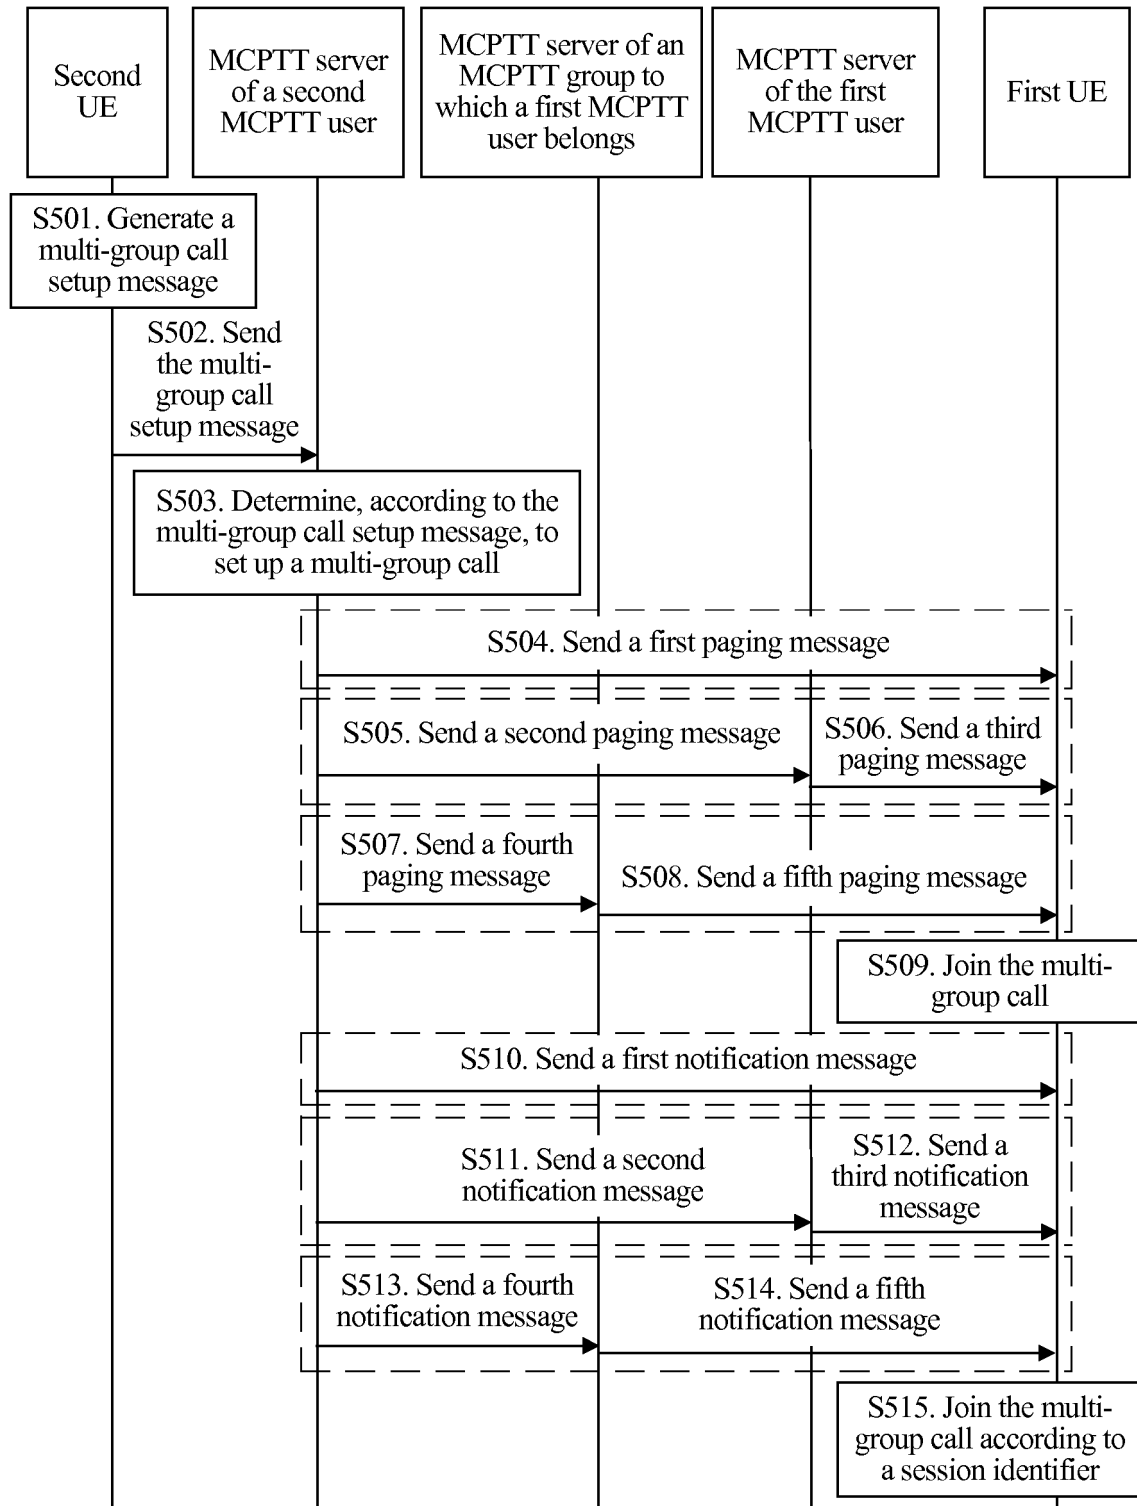 Second
UE
MCPTT server
of a second
MCPTT user
MCPTT server of an
MCPTT group to
which a first MCPTT
user belongs
MCPTT server
of the first
MCPTT user
First UE
S501. Generate a
multi-group call
setup message
S502. Send
the multi-
group call
setup message
S503. Determine, according to the
multi-group call setup message, to
set up a multi-group call
S504. Send a first paging message
S505. Send a second paging message
S506. Send a third
paging message
S507. Send a fourth
paging message
S508. Send a fifth paging message
S509. Join the multi-
group call
S510. Send a first notification message
S511. Send a second
notification message
S512. Send a
third notification
message
S513. Send a fourth
notification message
S514. Send a fifth
notification message
S515. Join the multi-
group call according to
a session identifier